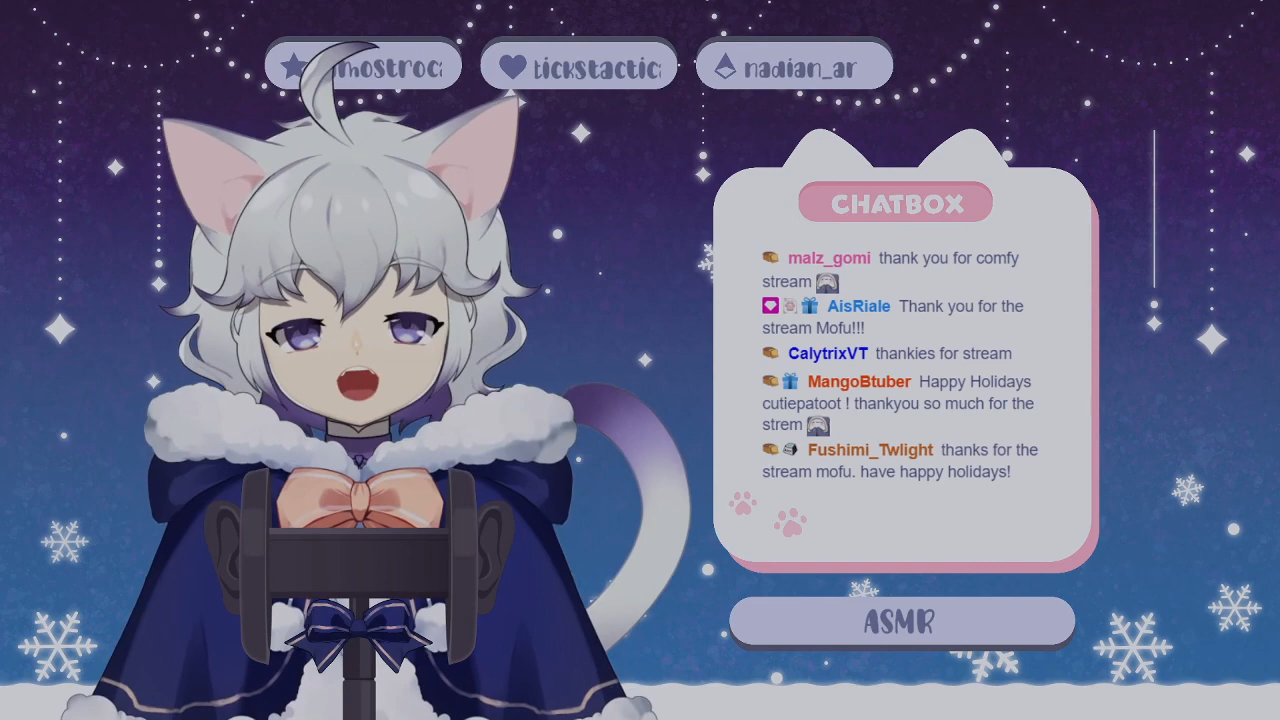 tickstactic
nadian_ar
CHATBOX
malz_gomi thank you for comfy
stream
AisRiale Thank you for the
stream Mofu!!!
CalytrixVT thankies for stream
MangoBtuber Happy Holidays
cutiepatoot ! thankyou so much for the
strem
Fushimi_Twlight thanks for the
stream mofu. have happy holidays!
ASMR